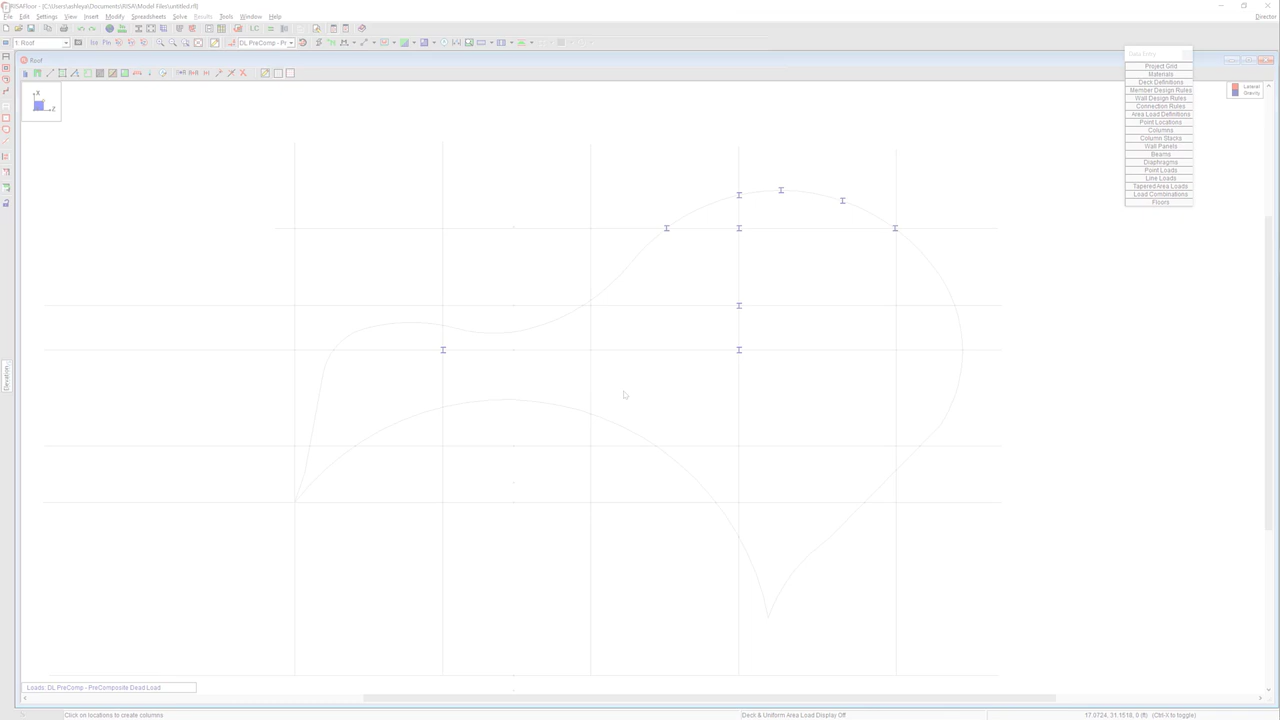 RISAFloor - [C:\Users\ashleya\Documents\RISA\Model Files\untitled.rfl]
File Edit Settings View Insert Modify Spreadsheets Solve Results Tools Window Help
Director
1: Roof
DL PreComp - Pr
Roof
Data Entry
Project Grid
Materials
Deck Definitions
Member Design Rules
Wall Design Rules
Connection Rules
Area Load Definitions
Point Locations
Columns
Column Stacks
Wall Panels
Beams
Diaphragms
Point Loads
Line Loads
Tapered Area Loads
Load Combinations
Floors
Lateral
Gravity
X
Z
Elevation
Loads: DL PreComp - PreComposite Dead Load
Click on locations to create columns
Deck & Uniform Area Load Display Off
17.0724, 31.1518, 0 (ft) (Ctrl-X to toggle)